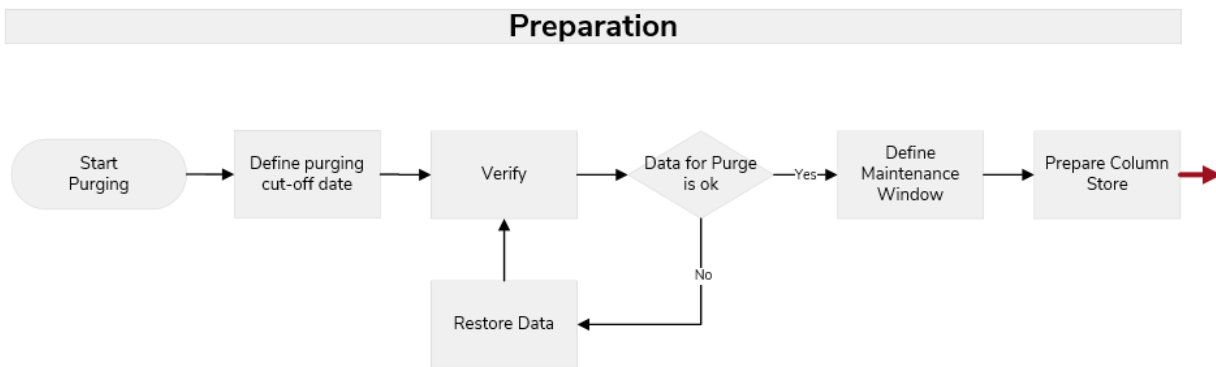 Preparation
Start
Purging
Define purging
cut-off date
Verify
Data for Purge
is ok
Yes
Define
Maintenance
Window
Prepare Column
Store
No
Restore Data